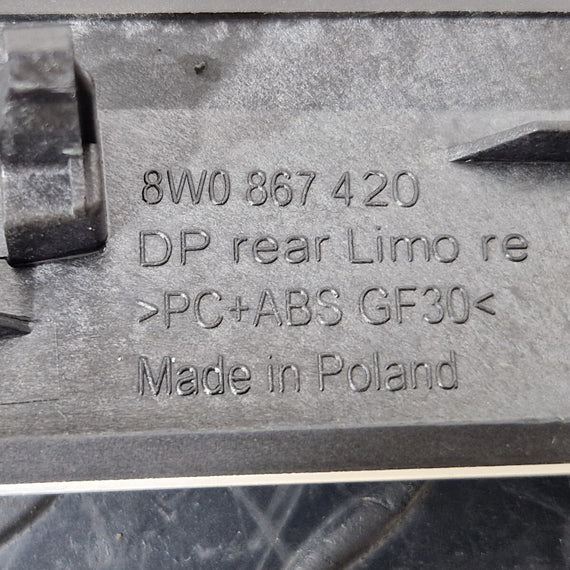 8W0 867 420
DP rear Limo re
>PC+ABS GF30<
Made in Poland